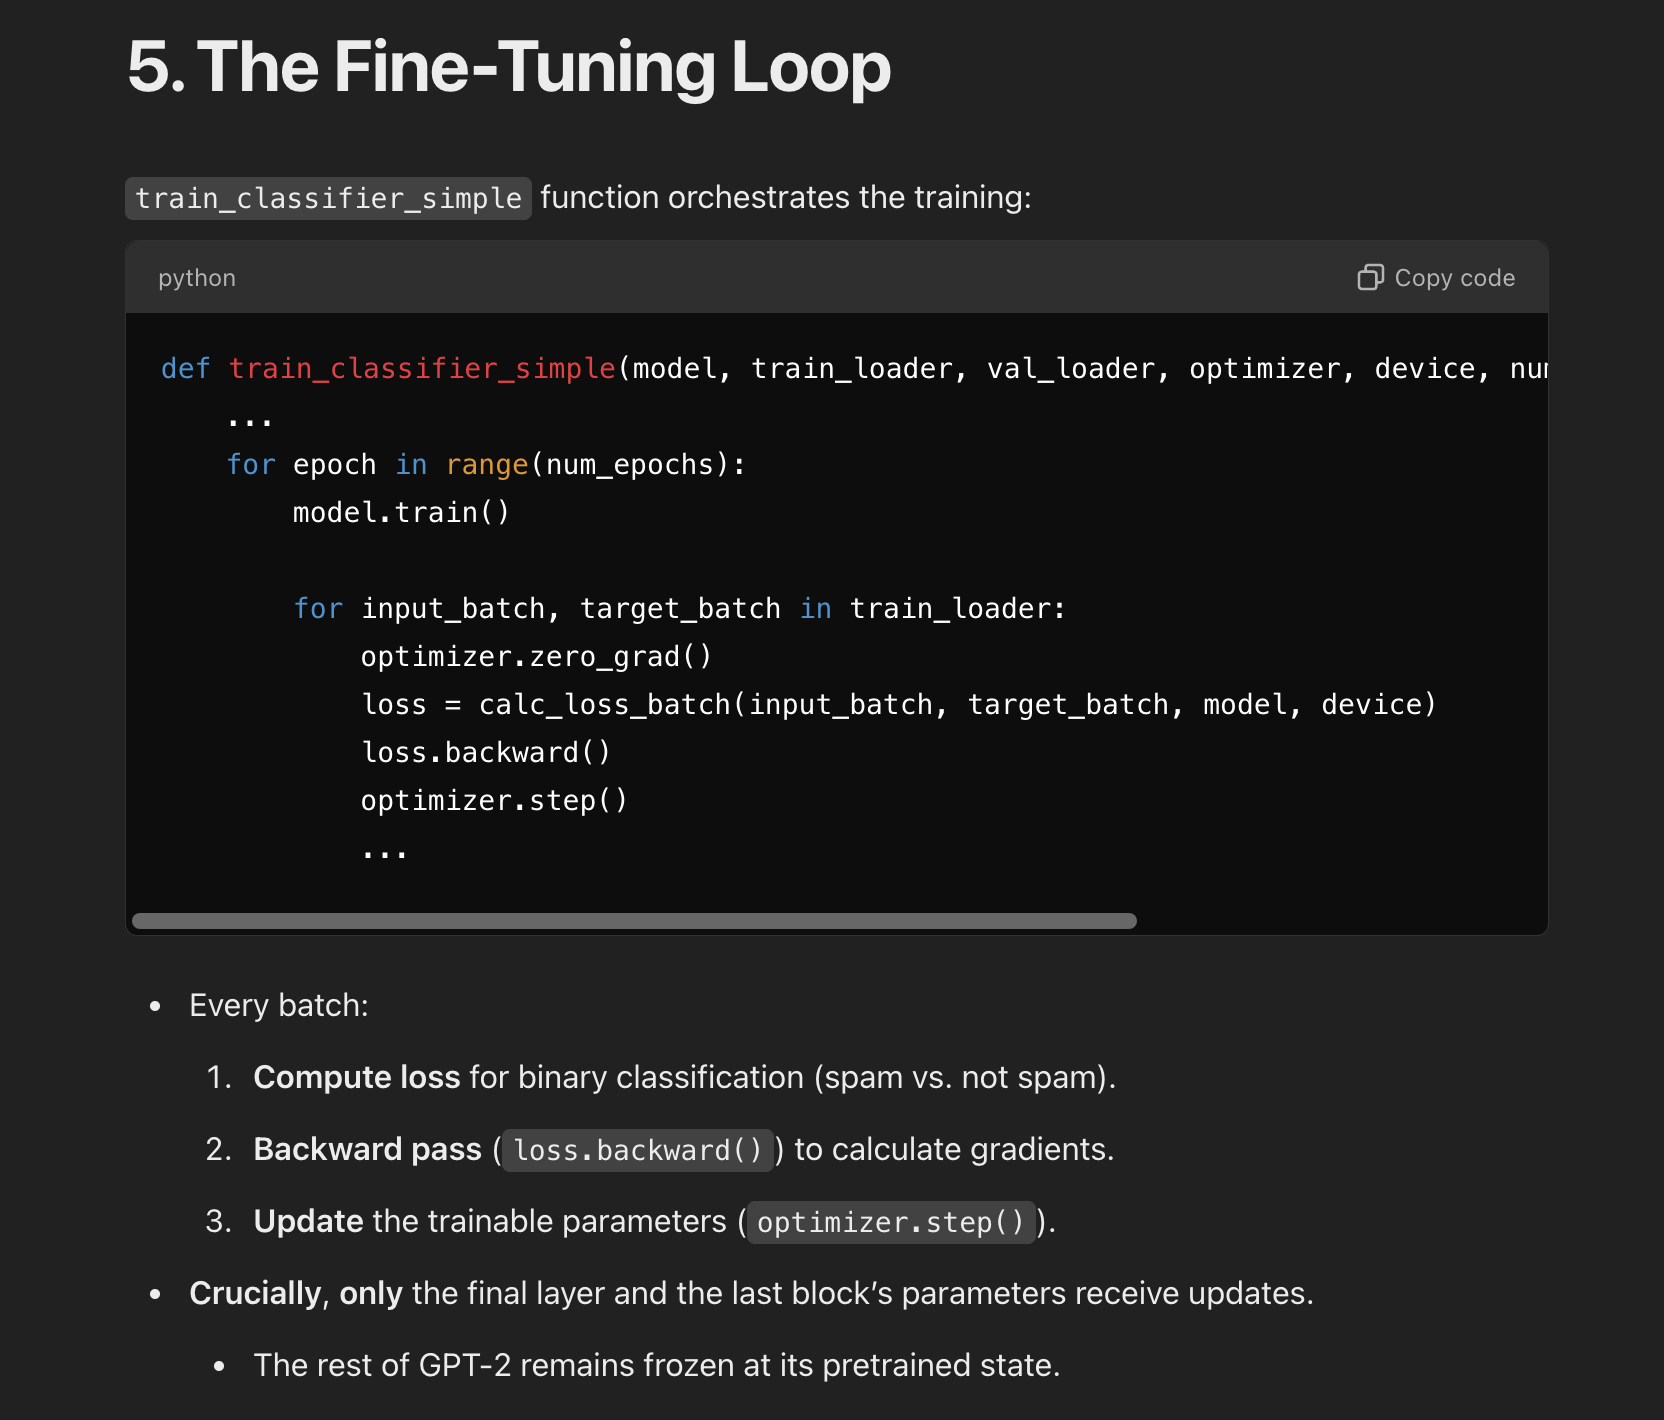 5. The Fine-Tuning Loop
train_classifier_simple function orchestrates the training:
python
Copy code
def train_classifier_simple(model, train_loader, val_loader, optimizer, device,
    ...
    for epoch in range(num_epochs):
        model.train()

        for input_batch, target_batch in train_loader:
            optimizer.zero_grad()
            loss = calc_loss_batch(input_batch, target_batch, model, device)
            loss.backward()
            optimizer.step()
            ...
• Every batch:
1. Compute loss for binary classification (spam vs. not spam).
2. Backward pass (loss.backward()) to calculate gradients.
3. Update the trainable parameters (optimizer.step()).
• Crucially, only the final layer and the last block’s parameters receive updates.
• The rest of GPT-2 remains frozen at its pretrained state.